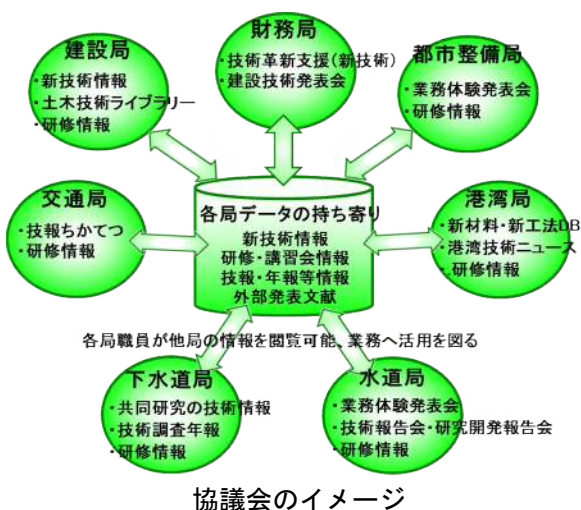 財務局
・技術革新支援(新技術)
・建設技術発表会
建設局
・新技術情報
・土木技術ライブラリー
・研修情報
都市整備局
・業務体験発表会
・研修情報
交通局
・技報ちかてつ
・研修情報
各局データの持ち寄り
新技術情報
研修・講習会情報
技報・年報等情報
外部発表文献
港湾局
・新材料・新工法DB
・港湾技術ニュース
・研修情報
各局職員が他局の情報を閲覧可能、業務へ活用を図る
下水道局
・共同研究の技術情報
・技術調査年報
・研修情報
水道局
・業務体験発表会
・技術報告会・研究開発報告会
・研修情報
協議会のイメージ